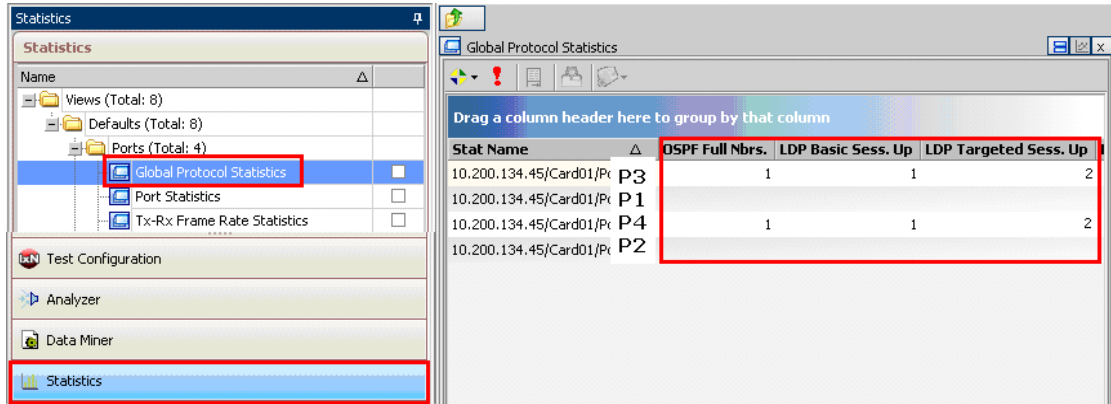 Statistics
Statistics
Name
Views (Total: 8)
Defaults (Total: 8)
Ports (Total: 4)
Global Protocol Statistics
Port Statistics
Tx-Rx Frame Rate Statistics
IxN Test Configuration
Analyzer
Data Miner
Statistics
Global Protocol Statistics
Drag a column header here to group by that column
Stat Name OSPF Full Nbrs. LDP Basic Sess. Up LDP Targeted Sess. Up
10.200.134.45/Card01/Po P3 1 1 2
10.200.134.45/Card01/Po P1
10.200.134.45/Card01/Po P4 1 1 2
10.200.134.45/Card01/Po P2